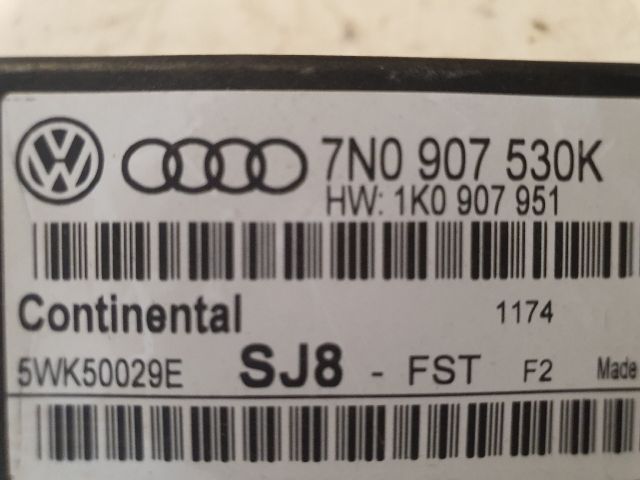 7N0 907 530K
HW: 1K0 907 951
Continental 1174
5WK50029E SJ8 - FST F2 Made